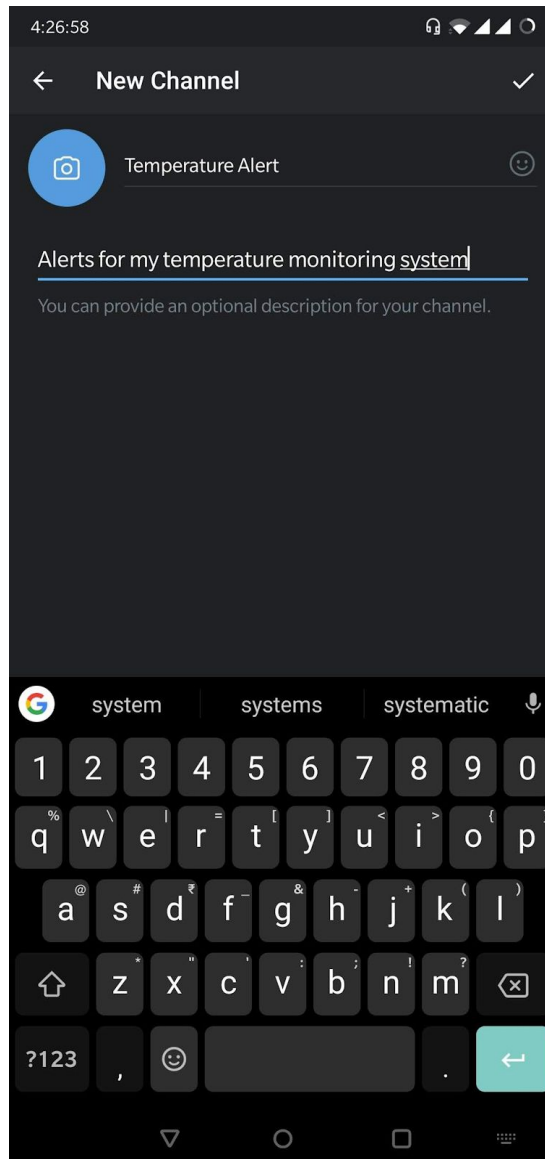 4:26:58
New Channel
Temperature Alert
Alerts for my temperature monitoring system
You can provide an optional description for your channel.
G system systems systematic
1 2 3 4 5 6 7 8 9 0
% \ | = [ ] < > {
q w e r t y u i o p
@ # ₹ _ & - + ( )
a s d f g h j k l
* " ' : ; ! ?
z x c v b n m
?123 , .